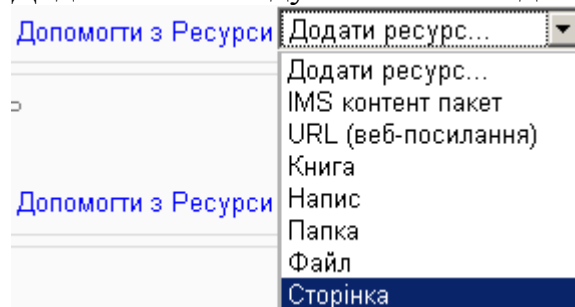 Допомогти з Ресурси Додати ресурс...
Додати ресурс...
IMS контент пакет
URL (веб-посилання)
Книга
Допомогти з Ресурси Напис
Папка
Файл
Сторінка